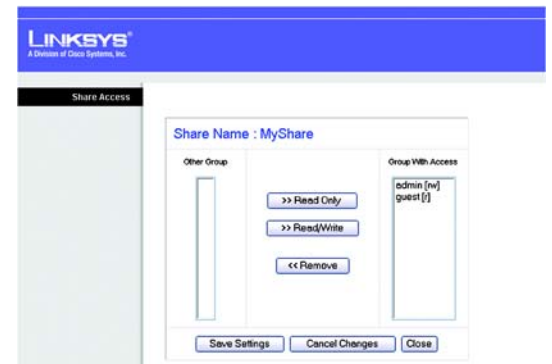 LINKSYS®
A Division of Cisco Systems, Inc.
Share Access
Share Name : MyShare
Other Group
Group With Access
>> Read Only
>> Read/Write
<< Remove
admin [rw]
guest [r]
Save Settings
Cancel Changes
Close